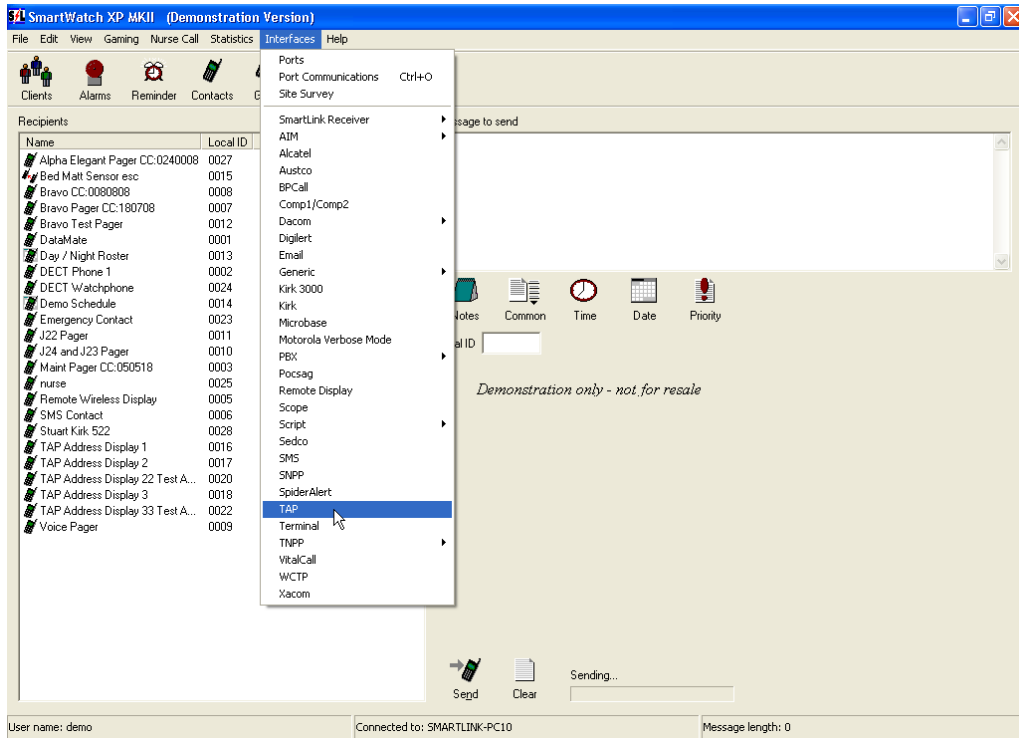 SmartWatch XP MKII (Demonstration Version)
File Edit View Gaming Nurse Call Statistics Interfaces Help
Clients Alarms Reminder Contacts
Recipients
Name Local ID
Alpha Elegant Pager CC:0240008 0027
Bed Matt Sensor esc 0015
Bravo CC:0080808 0008
Bravo Pager CC:180708 0007
Bravo Test Pager 0012
DataMate 0001
Day / Night Roster 0013
DECT Phone 1 0002
DECT Watchphone 0024
Demo Schedule 0014
Emergency Contact 0023
J22 Pager 0011
J24 and J23 Pager 0010
Maint Pager CC:050518 0003
nurse 0025
Remote Wireless Display 0005
SMS Contact 0006
Stuart Kirk 522 0028
TAP Address Display 1 0016
TAP Address Display 2 0017
TAP Address Display 22 Test A... 0020
TAP Address Display 3 0018
TAP Address Display 33 Test A... 0022
Voice Pager 0009
Ports
Port Communications Ctrl+O
Site Survey
SmartLink Receiver
AIM
Alcatel
Austco
BPCall
Comp1/Comp2
Dacom
Digilert
Email
Generic
Kirk 3000
Kirk
Microbase
Motorola Verbose Mode
PBX
Pocsag
Remote Display
Scope
Script
Sedco
SMS
SNPP
SpiderAlert
TAP
Terminal
TNPP
VitalCall
WCTP
Xacom
ssage to send
Notes Common Time Date Priority
al ID
Demonstration only - not for resale
Send Clear Sending...
User name: demo Connected to: SMARTLINK-PC10 Message length: 0